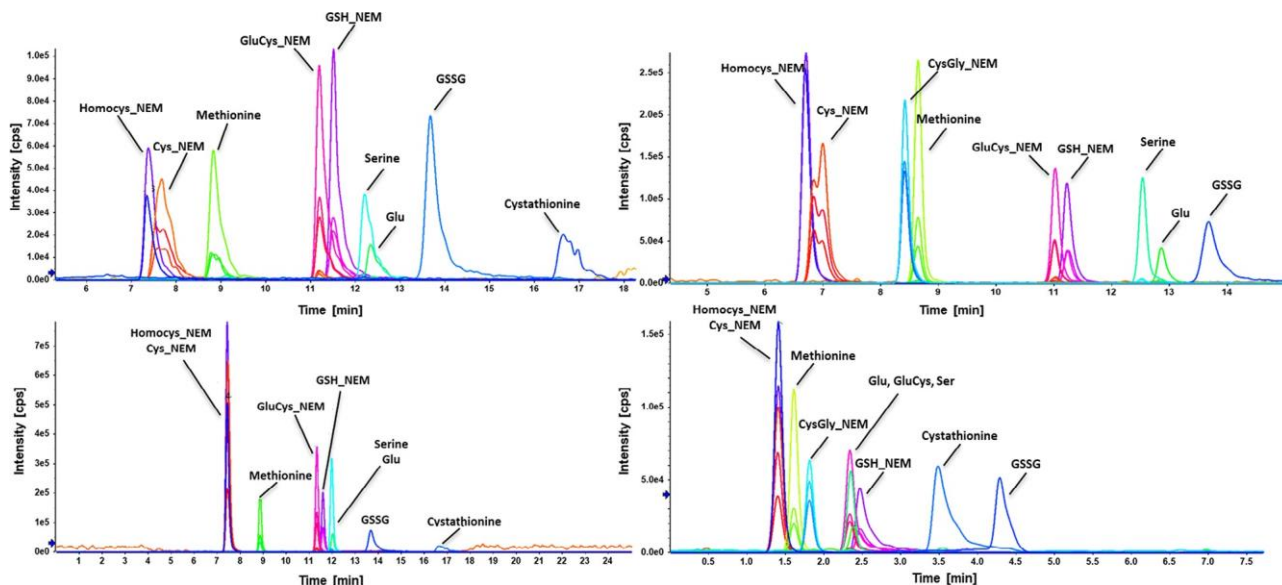 GSH_NEM
GluCys_NEM
GSSG
Homocys_NEM
Cys_NEM
Methionine
Serine
Glu
Cystathionine
Intensity [cps]
1.0e5
9.0e4
8.0e4
7.0e4
6.0e4
5.0e4
4.0e4
3.0e4
2.0e4
1.0e4
0.0e0
6 7 8 9 10 11 12 13 14 15 16 17 18
Time [min]
Homocys_NEM
CysGly_NEM
Cys_NEM
Methionine
GluCys_NEM
GSH_NEM
Serine
Glu
GSSG
Intensity [cps]
2.5e5
2.0e5
1.5e5
1.0e5
5.0e4
0.0e0
5 6 7 8 9 10 11 12 13 14
Time [min]
Homocys_NEM
Cys_NEM
GSH_NEM
GluCys_NEM
Serine
Glu
Methionine
GSSG
Cystathionine
Intensity [cps]
7e5
6e5
5e5
4e5
3e5
2e5
1e5
0e0
1 2 3 4 5 6 7 8 9 10 11 12 13 14 15 16 17 18 19 20 21 22 23 24
Time [min]
Homocys_NEM
Cys_NEM
Methionine
Glu, GluCys, Ser
CysGly_NEM
GSH_NEM
Cystathionine
GSSG
Intensity [cps]
1.5e5
1.0e5
5.0e4
0.0e0
0.5 1.0 1.5 2.0 2.5 3.0 3.5 4.0 4.5 5.0 5.5 6.0 6.5 7.0 7.5
Time [min]